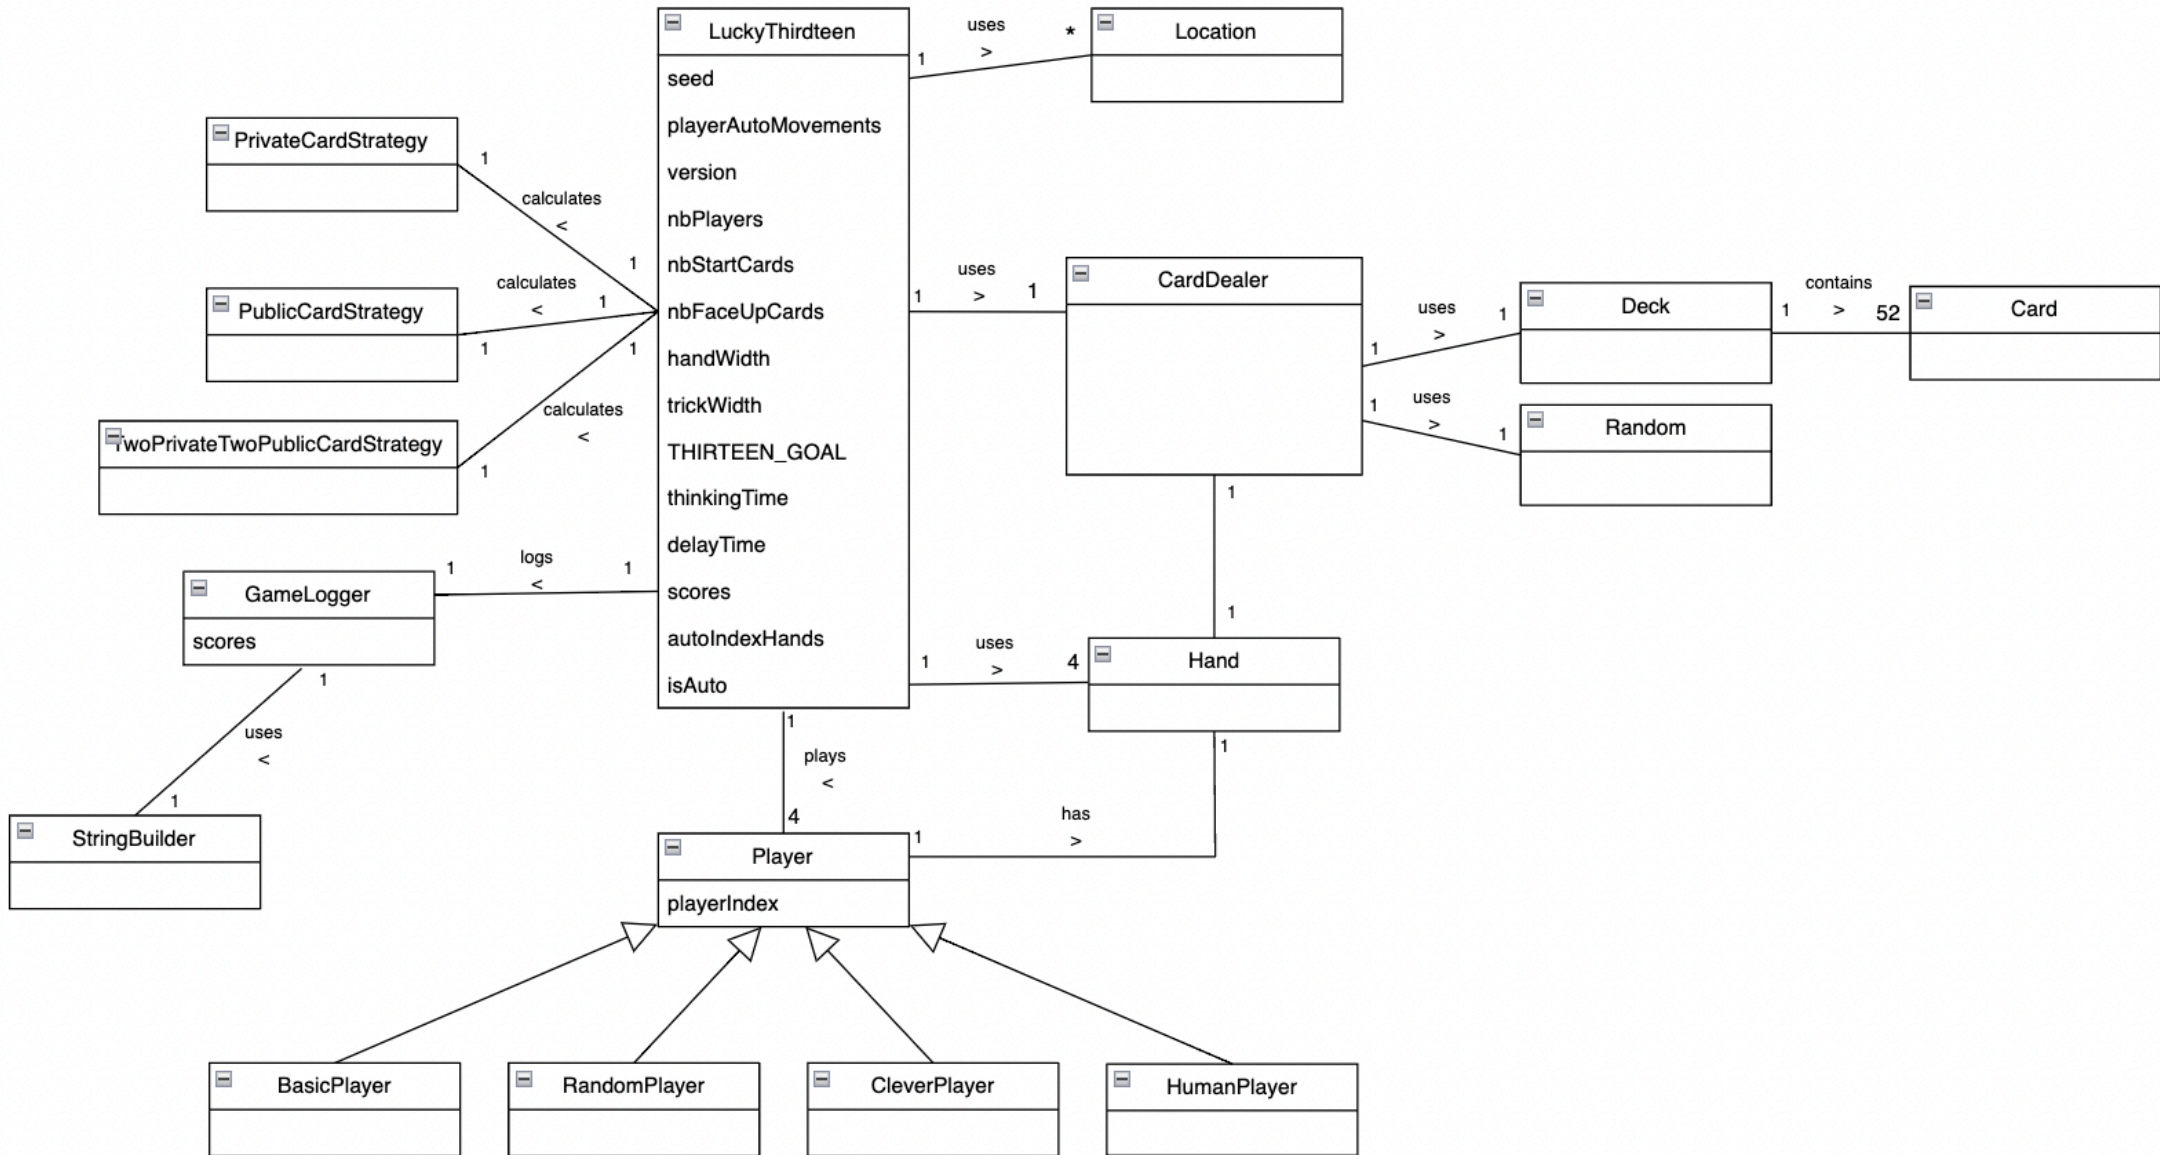 LuckyThirdteen
seed
playerAutoMovements
version
nbPlayers
nbStartCards
nbFaceUpCards
handWidth
trickWidth
THIRTEEN_GOAL
thinkingTime
delayTime
scores
autoIndexHands
isAuto
uses
>
1
*
Location
PrivateCardStrategy
1
calculates
<
1
PublicCardStrategy
calculates
<
1
1
TwoPrivateTwoPublicCardStrategy
1
calculates
<
1
uses
1
>
1
CardDealer
uses
>
1
1
Deck
contains
1
>
52
Card
1
uses
>
1
Random
1
1
GameLogger
scores
1
logs
<
1
1
uses
<
1
StringBuilder
uses
1
>
4
Hand
1
1
plays
<
4
1
has
>
Player
playerIndex
BasicPlayer
RandomPlayer
CleverPlayer
HumanPlayer